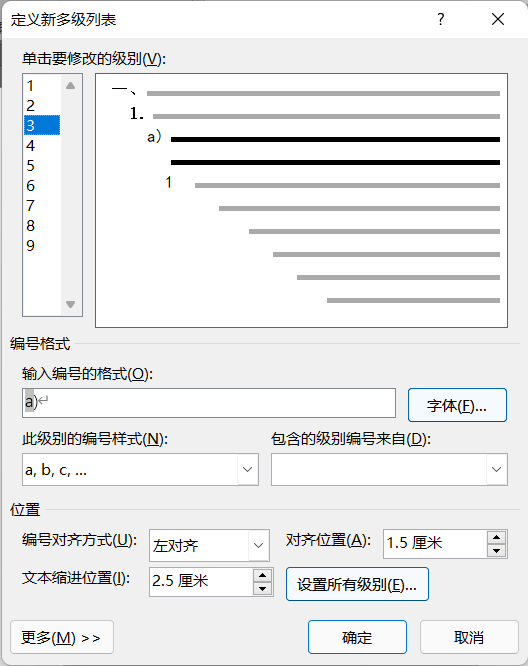 定义新多级列表 ? ×
单击要修改的级别(V):
1
2
3
4
5
6
7
8
9
一、
1.
a)
1
编号格式
输入编号的格式(O):
a)↵
字体(F)...
此级别的编号样式(N): 包含的级别编号来自(D):
a, b, c, ...
位置
编号对齐方式(U): 左对齐 对齐位置(A): 1.5 厘米
文本缩进位置(I): 2.5 厘米 设置所有级别(E)...
更多(M) >> 确定 取消